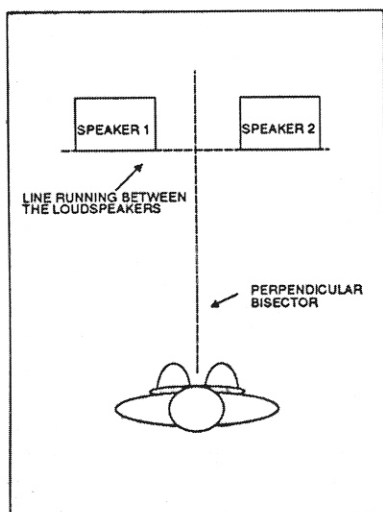 SPEAKER 1
SPEAKER 2
LINE RUNNING BETWEEN
THE LOUDSPEAKERS
PERPENDICULAR
BISECTOR